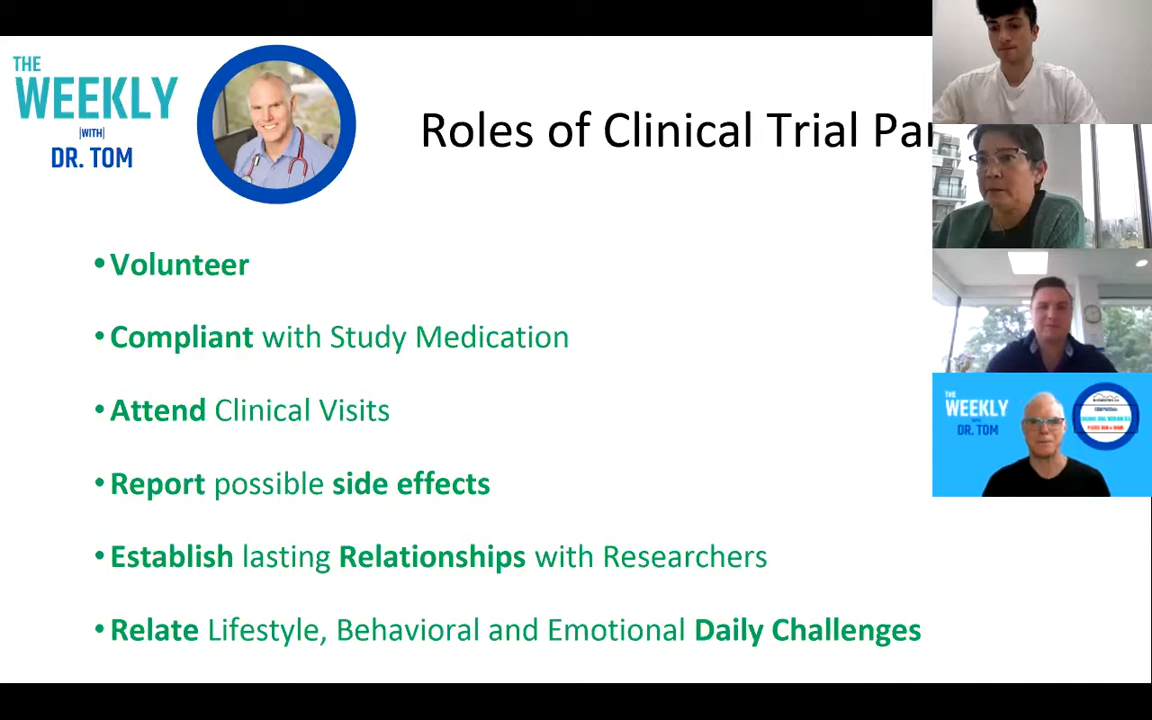 THE
WEEKLY
|WITH|
DR. TOM
Roles of Clinical Trial Par
• Volunteer
• Compliant with Study Medication
• Attend Clinical Visits
• Report possible side effects
• Establish lasting Relationships with Researchers
• Relate Lifestyle, Behavioral and Emotional Daily Challenges
THE
WEEKLY
DR. TOM